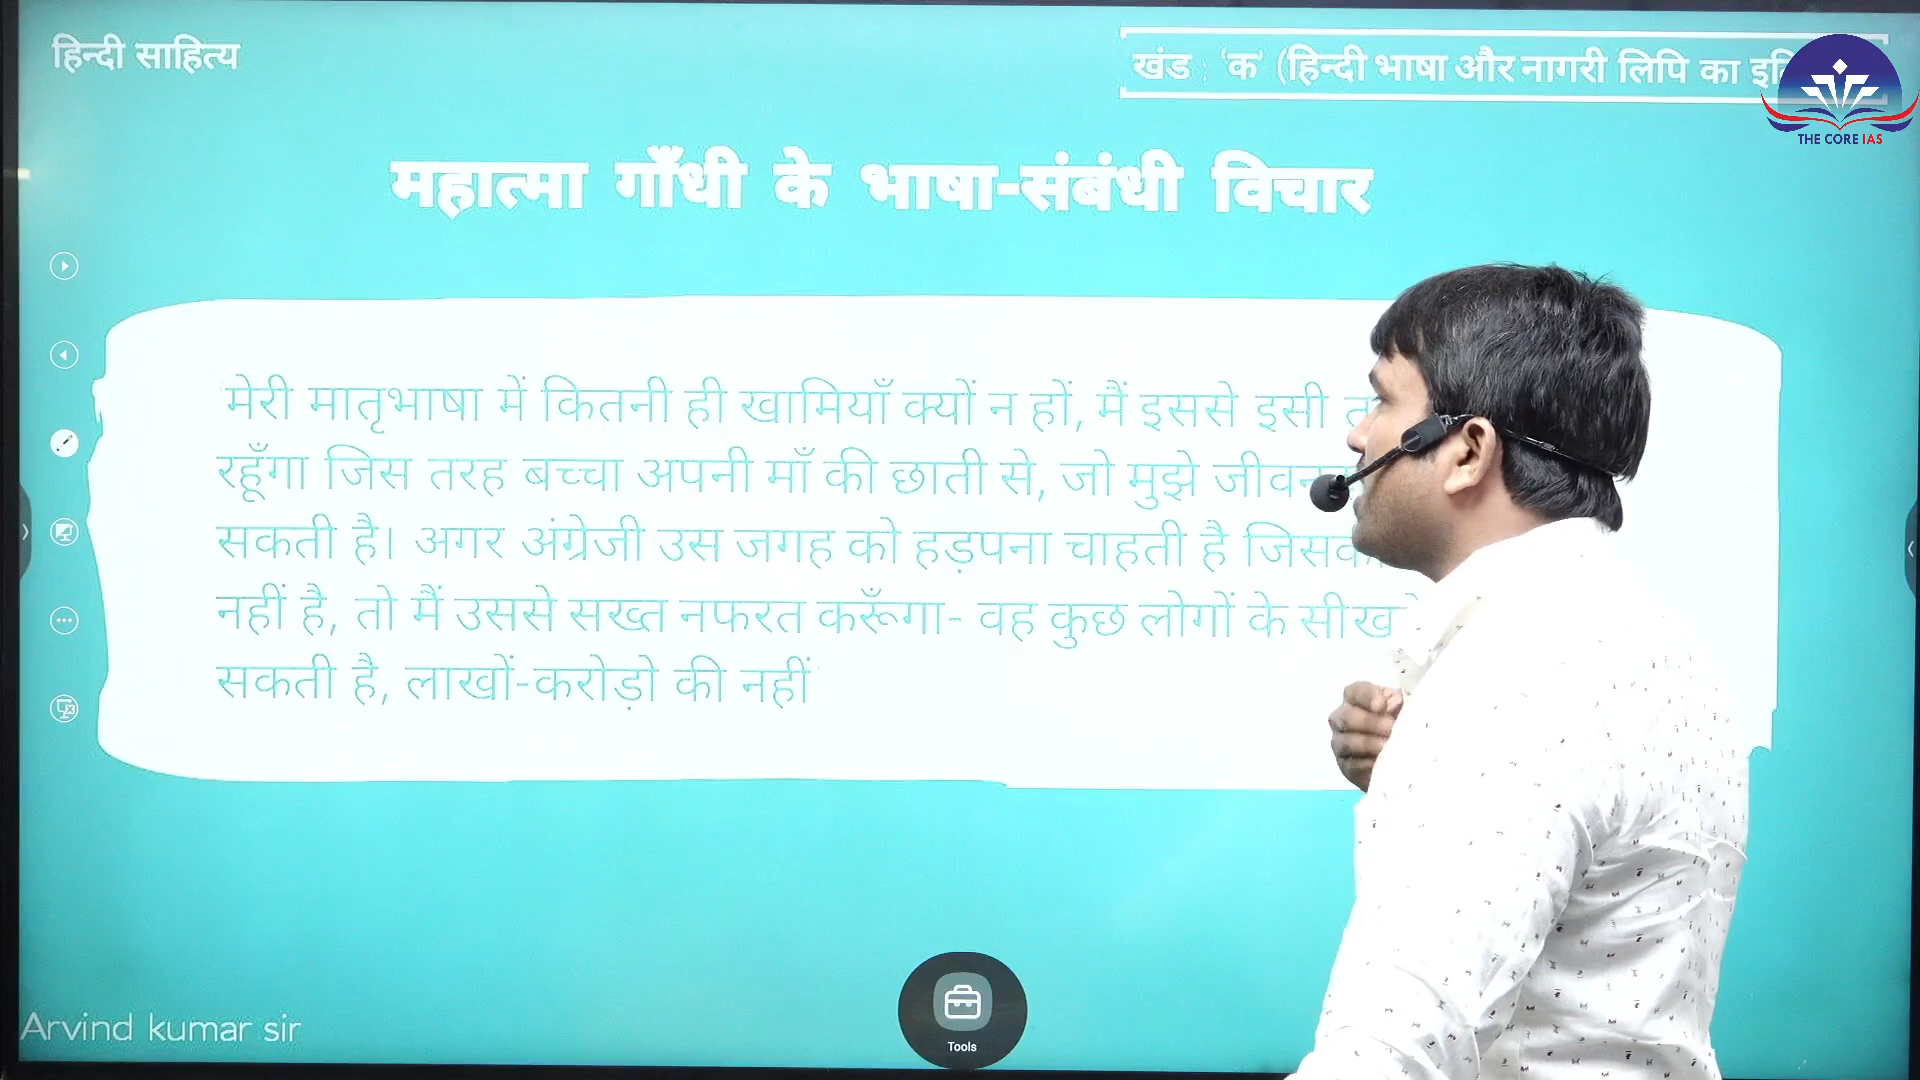 हिन्दी साहित्य
खंड : 'क' (हिन्दी भाषा और नागरी लिपि का
THE CORE IAS
महात्मा गाँधी के भाषा-संबंधी विचार
मेरी मातृभाषा में कितनी ही खामियाँ क्यों न हों, मैं इससे इसी
रहूँगा जिस तरह बच्चा अपनी माँ की छाती से, जो मुझे
सकती है। अगर अंग्रेजी उस जगह को हड़पना चाहती है
नहीं है, तो मैं उससे सख्त नफरत करूँगा- वह कुछ लोगों के
सकती है, लाखों-करोड़ो की नहीं
Arvind kumar sir
Tools